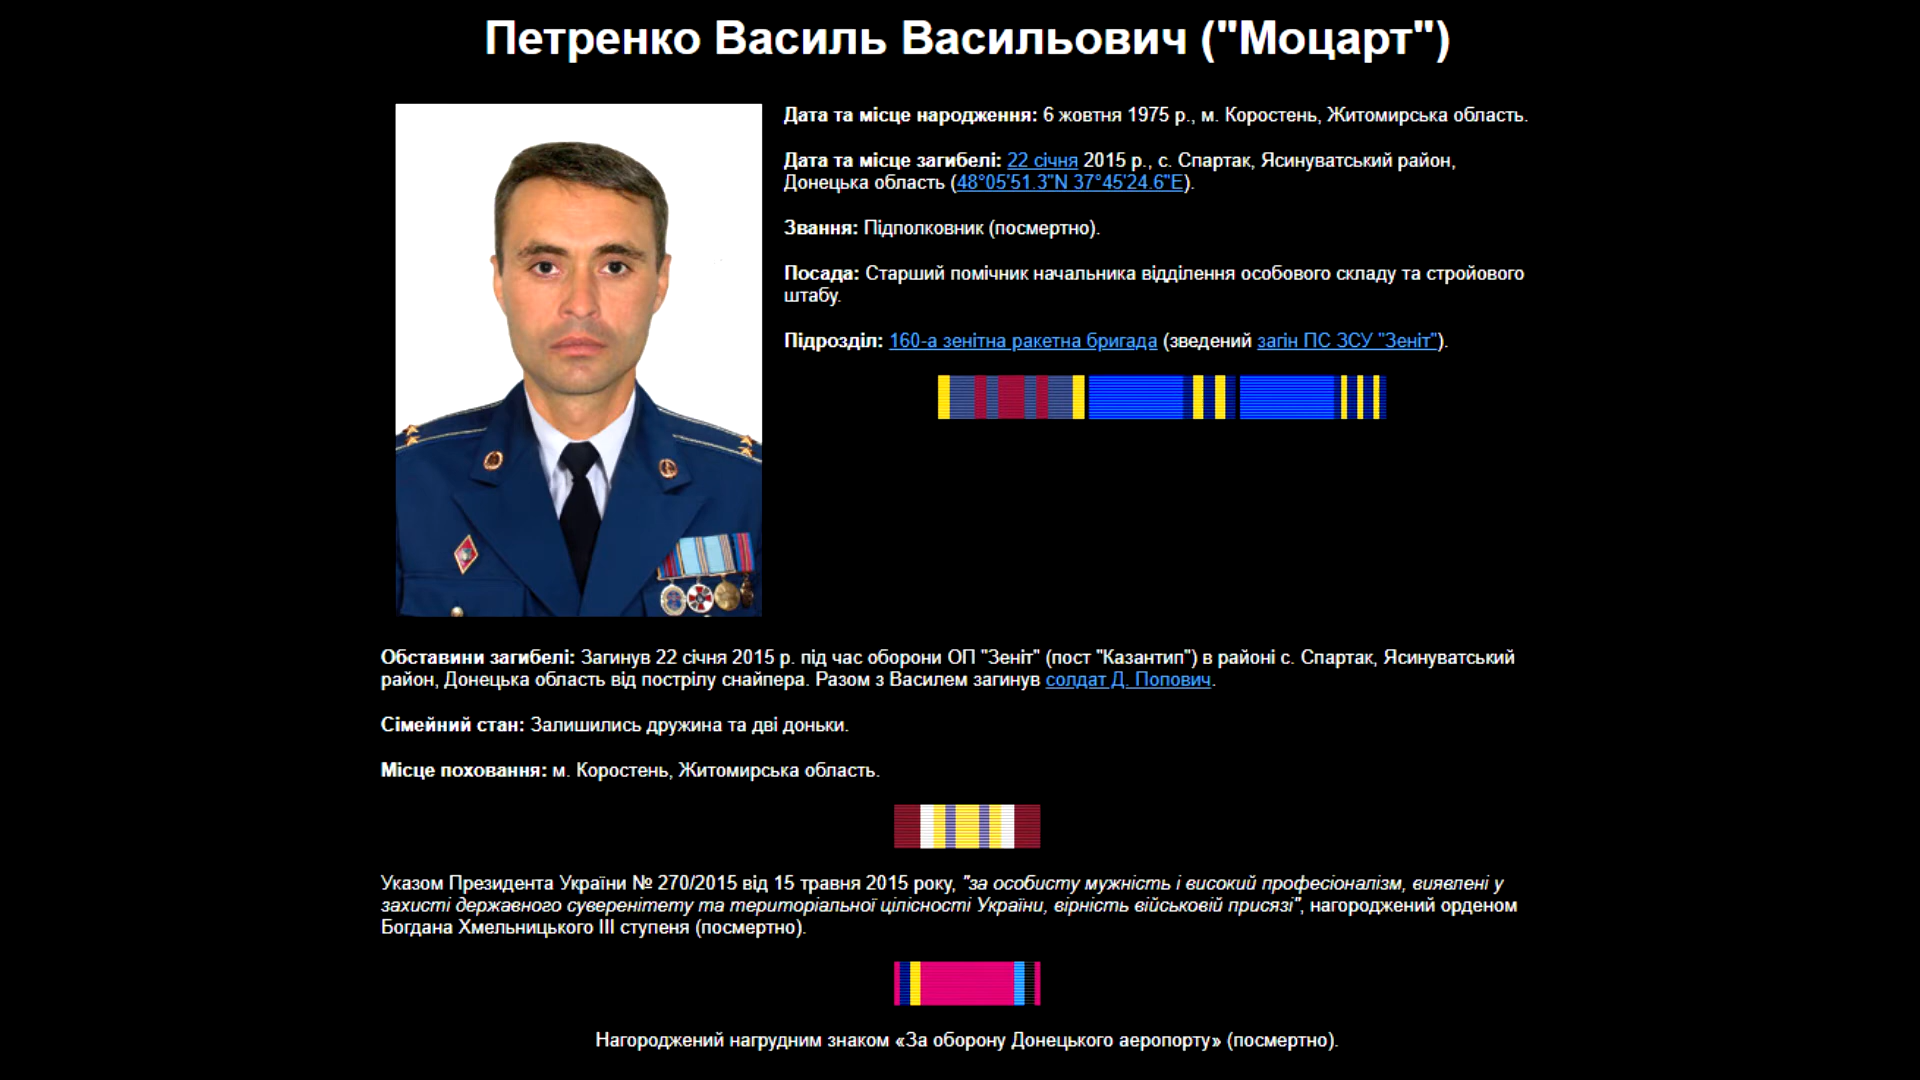 Петренко Василь Васильович ("Моцарт")
Дата та місце народження: 6 жовтня 1975 р., м. Коростень, Житомирська область.
Дата та місце загибелі: 22 січня 2015 р., с. Спартак, Ясинуватський район,
Донецька область (48°05'51.3"N 37°45'24.6"E).
Звання: Підполковник (посмертно).
Посада: Старший помічник начальника відділення особового складу та стройового
штабу.
Підрозділ: 160-а зенітна ракетна бригада (зведений загін ПС ЗСУ "Зеніт").
Обставини загибелі: Загинув 22 січня 2015 р. під час оборони ОП "Зеніт" (пост "Казантип") в районі с. Спартак, Ясинуватський
район, Донецька область від пострілу снайпера. Разом з Василем загинув солдат Д. Попович.
Сімейний стан: Залишились дружина та дві доньки.
Місце поховання: м. Коростень, Житомирська область.
Указом Президента України № 270/2015 від 15 травня 2015 року, "за особисту мужність і високий професіоналізм, виявлені у
захисті державного суверенітету та територіальної цілісності України, вірність військовій присязі", нагороджений орденом
Богдана Хмельницького III ступеня (посмертно).
Нагороджений нагрудним знаком «За оборону Донецького аеропорту» (посмертно).